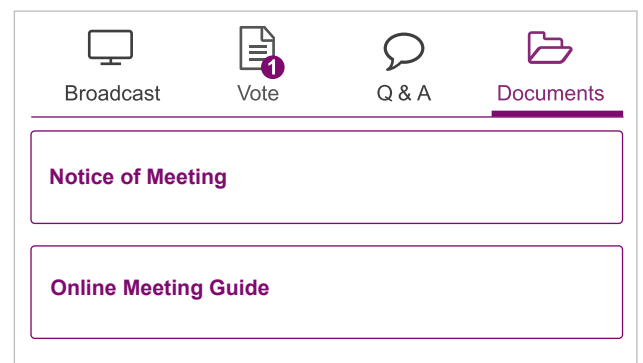 1
Broadcast Vote Q & A Documents
Notice of Meeting
Online Meeting Guide